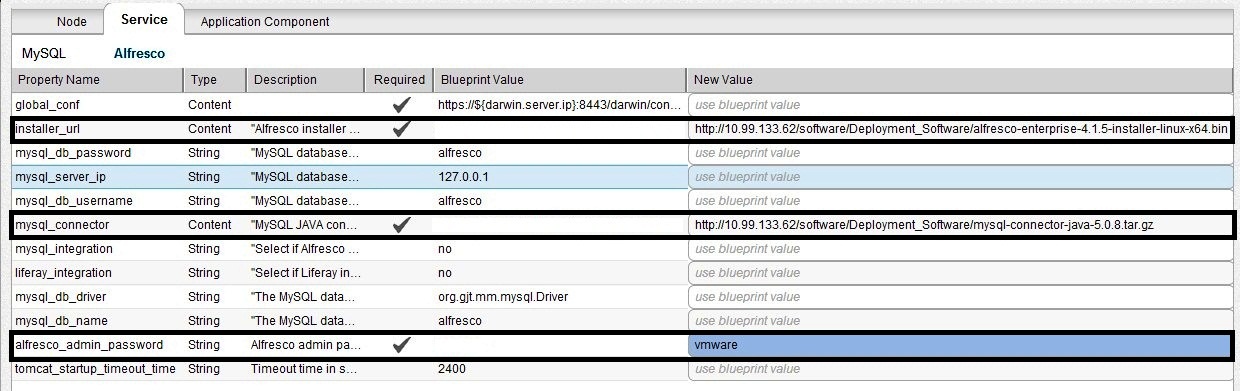 Node Service Application Component
MySQL Alfresco
Property Name Type Description Required Blueprint Value New Value
global_conf Content https://${darwin.server.ip}:8443/darwin/con... use blueprint value
installer_url Content "Alfresco installer ... http://10.99.133.62/software/Deployment_Software/alfresco-enterprise-4.1.5-installer-linux-x64.bin
mysql_db_password String "MySQL database... alfresco use blueprint value
mysql_server_ip String "MySQL database... 127.0.0.1 use blueprint value
mysql_db_username String "MySQL database... alfresco use blueprint value
mysql_connector Content "MySQL JAVA con... http://10.99.133.62/software/Deployment_Software/mysql-connector-java-5.0.8.tar.gz
mysql_integration String "Select if Alfresco ... no use blueprint value
liferay_integration String "Select if Liferay in... no use blueprint value
mysql_db_driver String "The MySQL data... org.gjt.mm.mysql.Driver use blueprint value
mysql_db_name String "The MySQL data... alfresco use blueprint value
alfresco_admin_password String Alfresco admin pa... vmware
tomcat_startup_timeout_time String Timeout time in s... 2400 use blueprint value